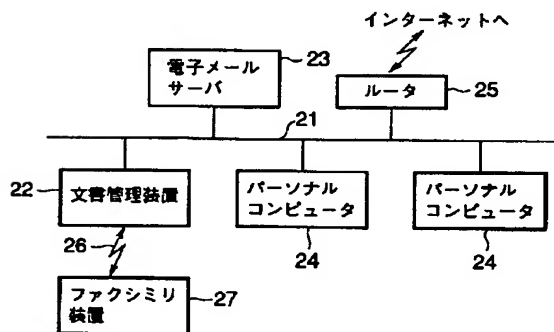 インターネットへ
電子メール
サーバ
23
ルータ
25
21
22
文書管理装置
パーソナル
コンピュータ
24
パーソナル
コンピュータ
24
26
ファクシミリ
装置
27